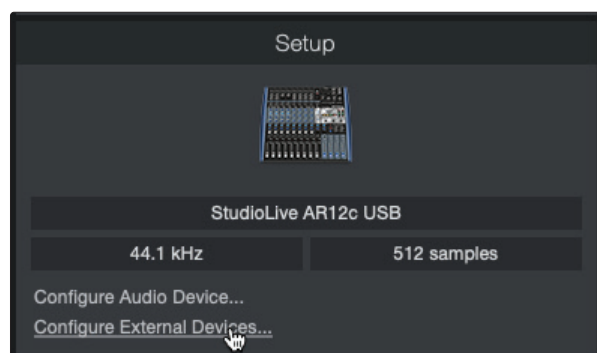 Setup
StudioLive AR12c USB
44.1 kHz 512 samples
Configure Audio Device...
Configure External Devices...